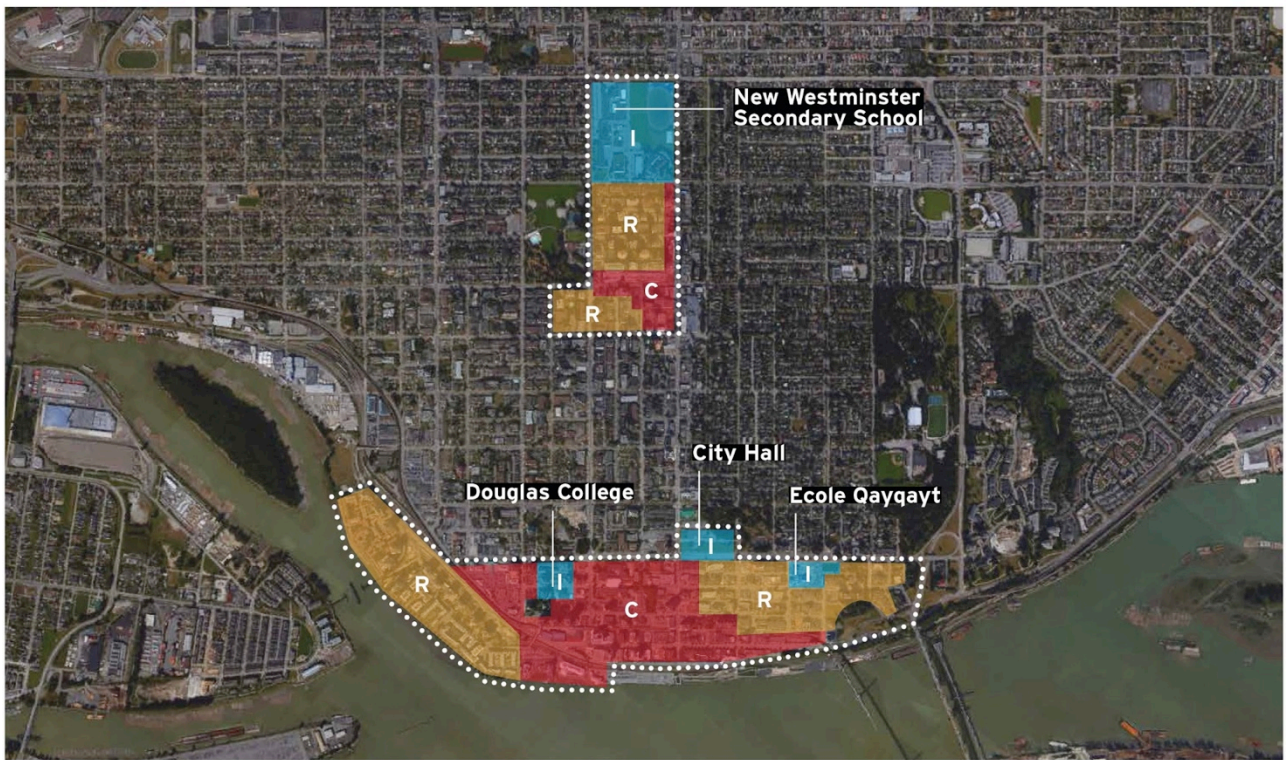 New Westminster
Secondary School
I
R
C
R
City Hall
Douglas College
Ecole Qayqayt
I
I
I
R
C
R